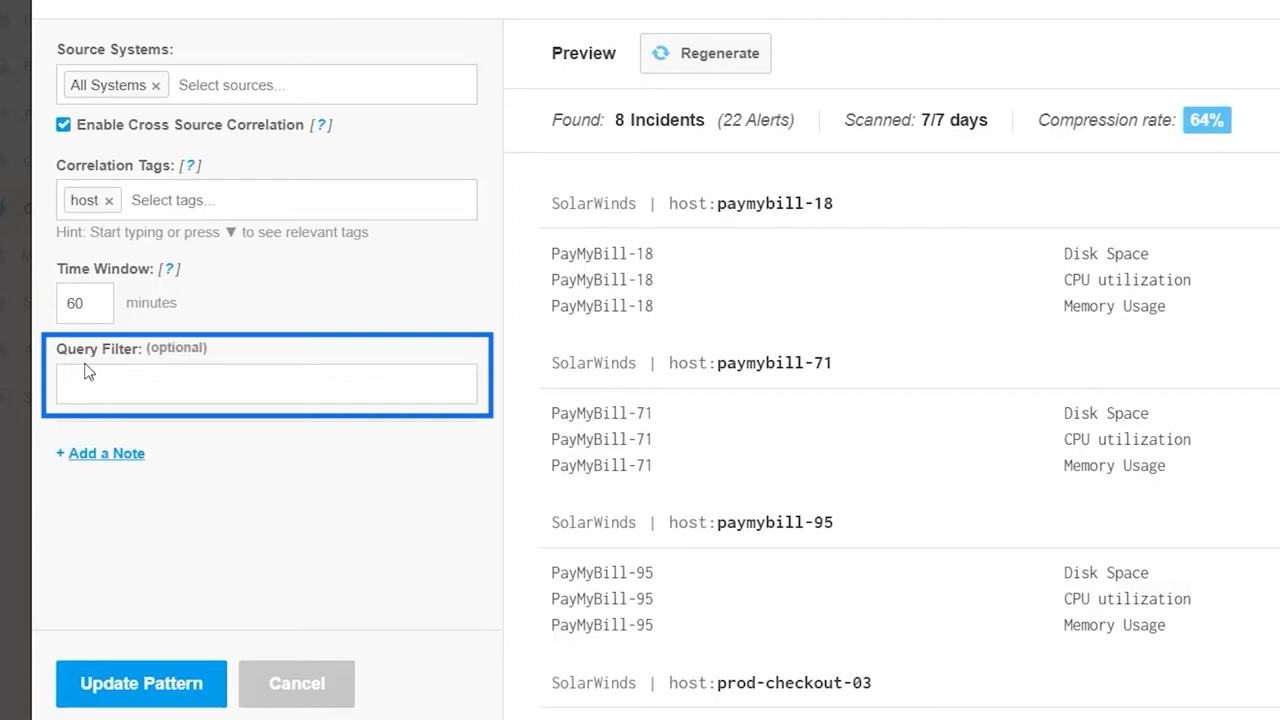 Source Systems:
All Systems × Select sources...
Enable Cross Source Correlation [?]
Correlation Tags: [?]
host × Select tags...
Hint: Start typing or press ▼ to see relevant tags
Time Window: [?]
60 minutes
Query Filter: (optional)
+ Add a Note
Update Pattern
Cancel
Preview
Regenerate
Found: 8 Incidents (22 Alerts)
Scanned: 7/7 days
Compression rate: 64%
SolarWinds | host:paymybill-18
PayMyBill-18 Disk Space
PayMyBill-18 CPU utilization
PayMyBill-18 Memory Usage
SolarWinds | host:paymybill-71
PayMyBill-71 Disk Space
PayMyBill-71 CPU utilization
PayMyBill-71 Memory Usage
SolarWinds | host:paymybill-95
PayMyBill-95 Disk Space
PayMyBill-95 CPU utilization
PayMyBill-95 Memory Usage
SolarWinds | host:prod-checkout-03